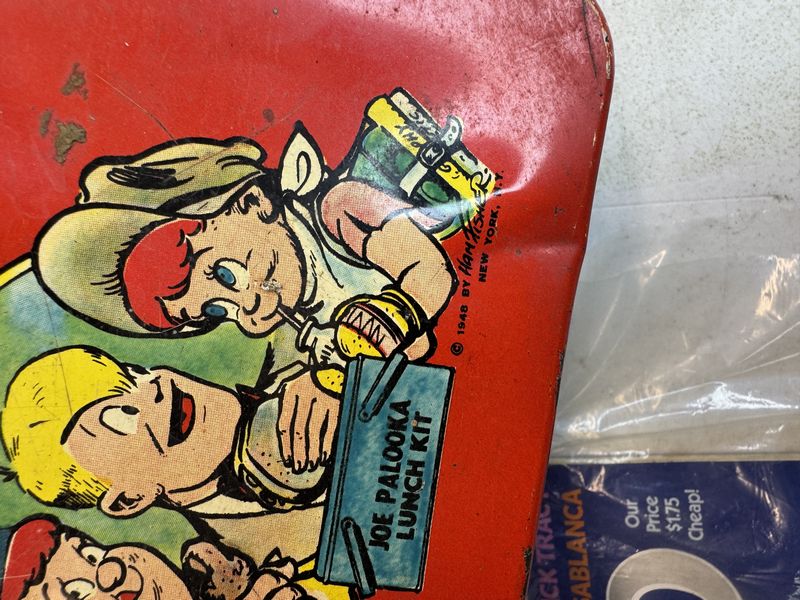 © 1948 BY HAM FISHER
NEW YORK, N.Y.
JOE PALOOKA
LUNCH KIT
Our
Price
$1.75
Cheap!